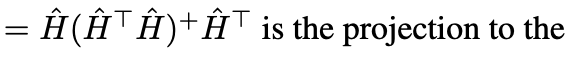 = Ĥ(Ĥ⊤Ĥ)+Ĥ⊤ is the projection to the